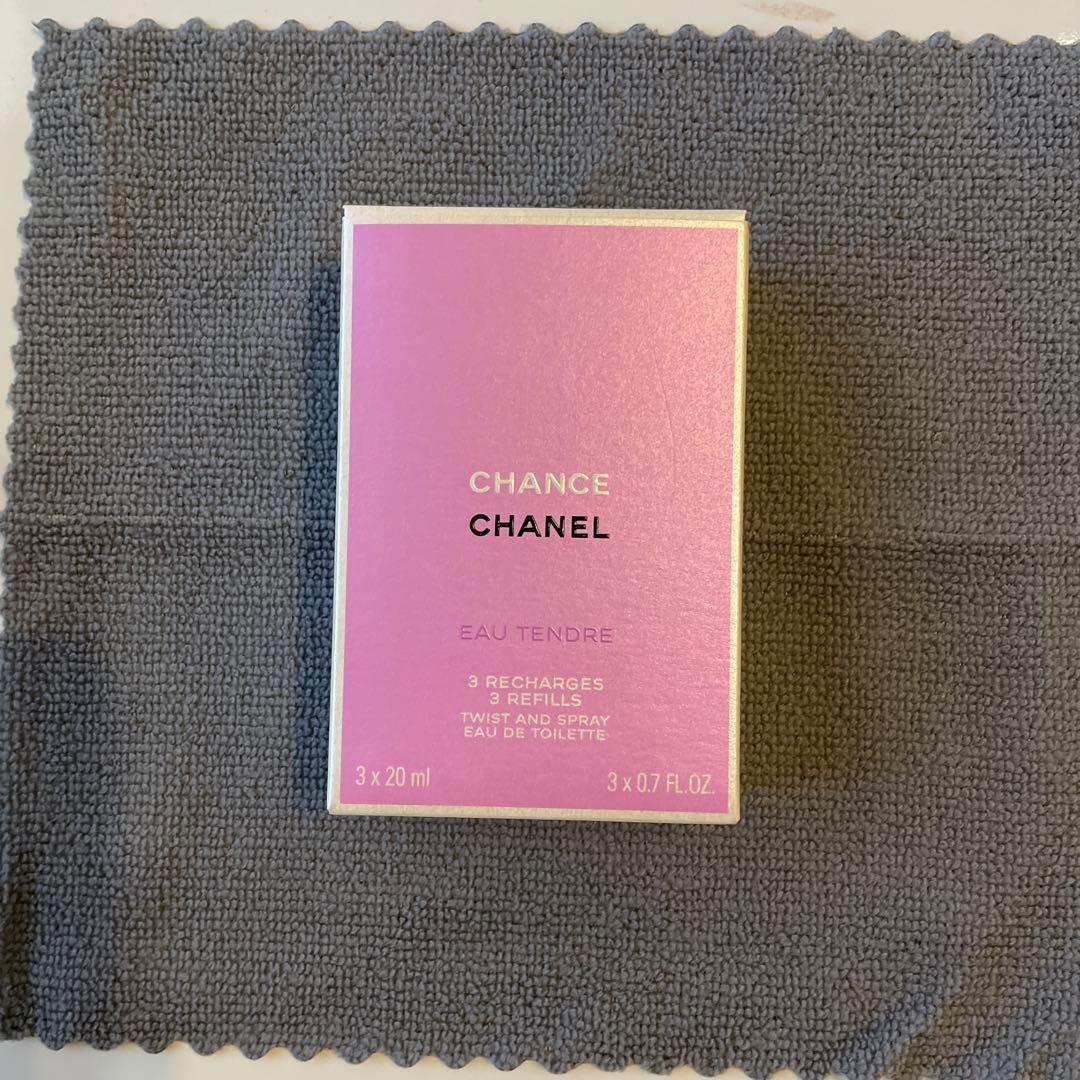 CHANCE
CHANEL
EAU TENDRE
3 RECHARGES
3 REFILLS
TWIST AND SPRAY
EAU DE TOILETTE
3 x 20 ml
3 x 0.7 FL.OZ.